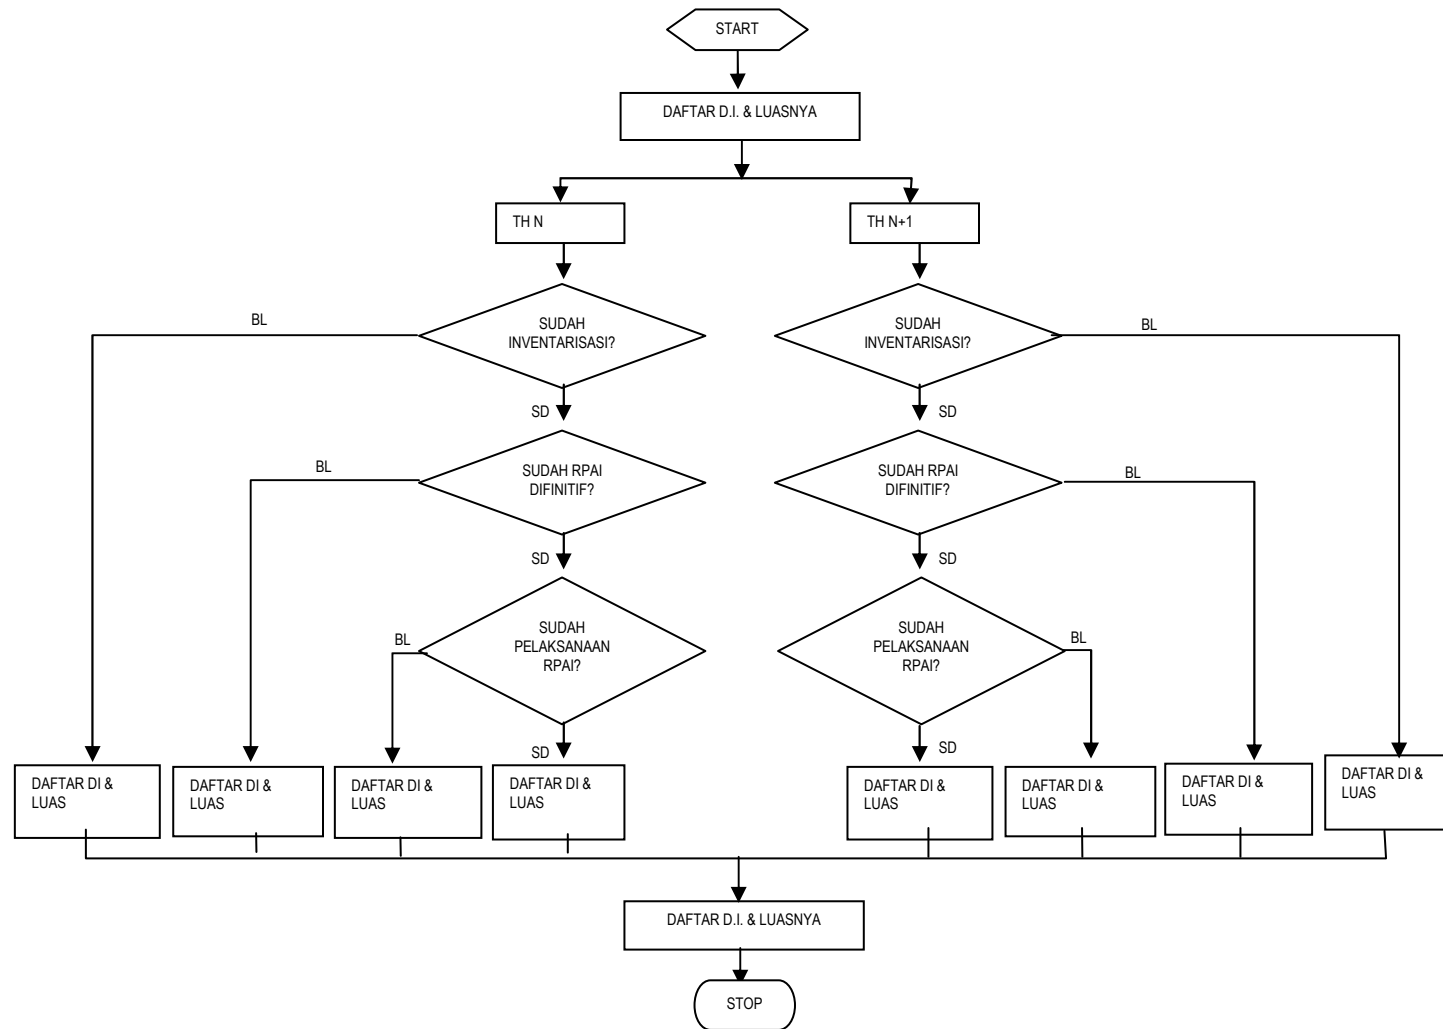 START
DAFTAR D.I. & LUASNYA
TH N
TH N+1
BL
SUDAH
INVENTARISASI?
SUDAH
INVENTARISASI?
BL
SD
SD
BL
SUDAH RPAI
DIFINITIF?
SUDAH RPAI
DIFINITIF?
BL
SD
SD
BL
SUDAH
PELAKSANAAN
RPAI?
SUDAH
PELAKSANAAN
RPAI?
BL
SD
SD
DAFTAR DI &
LUAS
DAFTAR DI &
LUAS
DAFTAR DI &
LUAS
DAFTAR DI &
LUAS
DAFTAR DI &
LUAS
DAFTAR DI &
LUAS
DAFTAR DI &
LUAS
DAFTAR DI &
LUAS
DAFTAR D.I. & LUASNYA
STOP